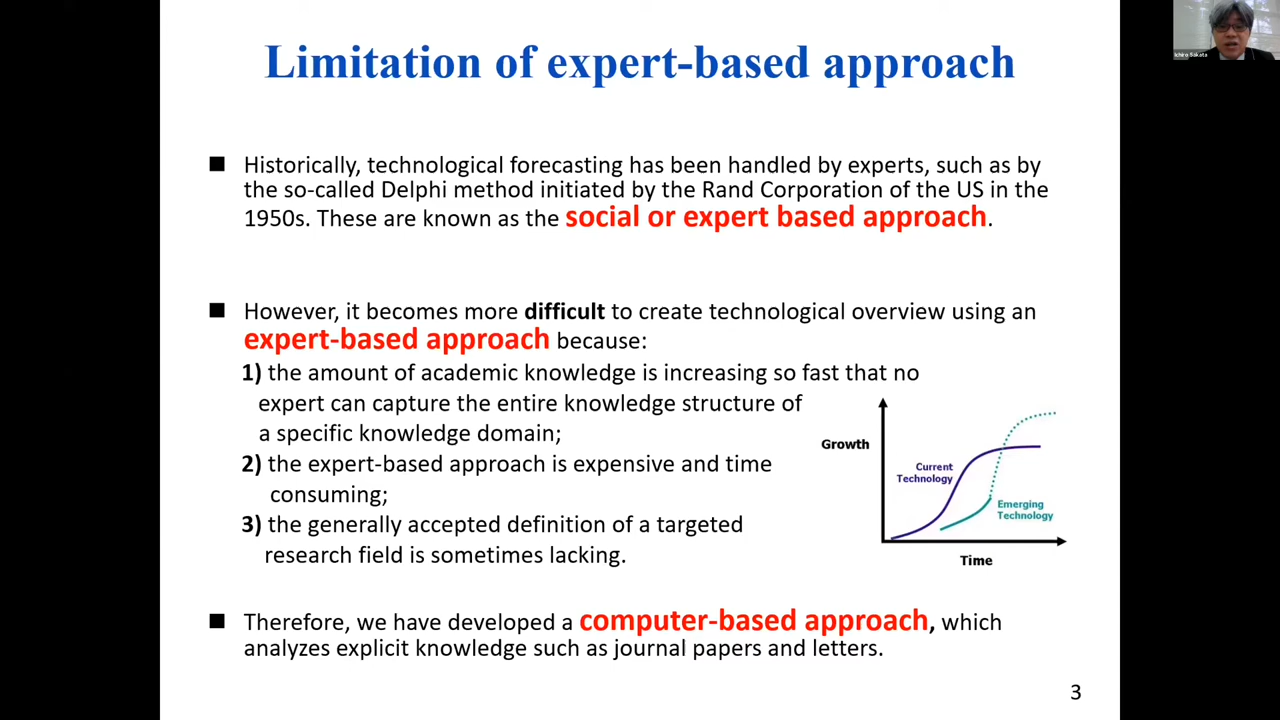 Limitation of expert-based approach
Ichiro Sakata
■ Historically, technological forecasting has been handled by experts, such as by
the so-called Delphi method initiated by the Rand Corporation of the US in the
1950s. These are known as the social or expert based approach.
■ However, it becomes more difficult to create technological overview using an
expert-based approach because:
1) the amount of academic knowledge is increasing so fast that no
expert can capture the entire knowledge structure of
a specific knowledge domain;
2) the expert-based approach is expensive and time
consuming;
3) the generally accepted definition of a targeted
research field is sometimes lacking.
Growth
Current
Technology
Emerging
Technology
Time
■ Therefore, we have developed a computer-based approach, which
analyzes explicit knowledge such as journal papers and letters.
3